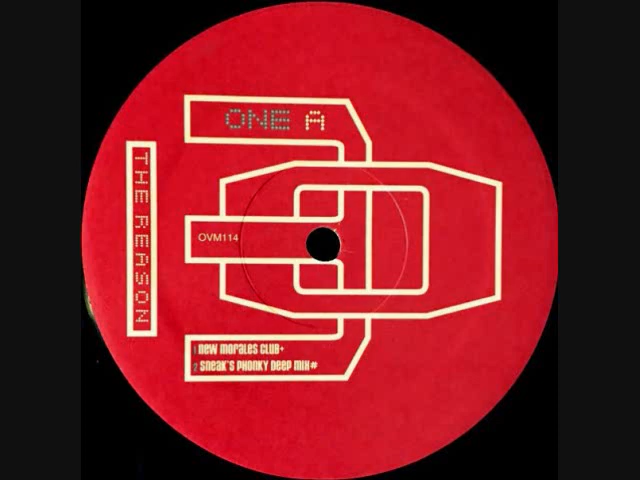 ONE A
THE REASON
OVM114
1 NEW MORALES CLUB+
2 SNEAK'S PHONKY DEEP MIX#